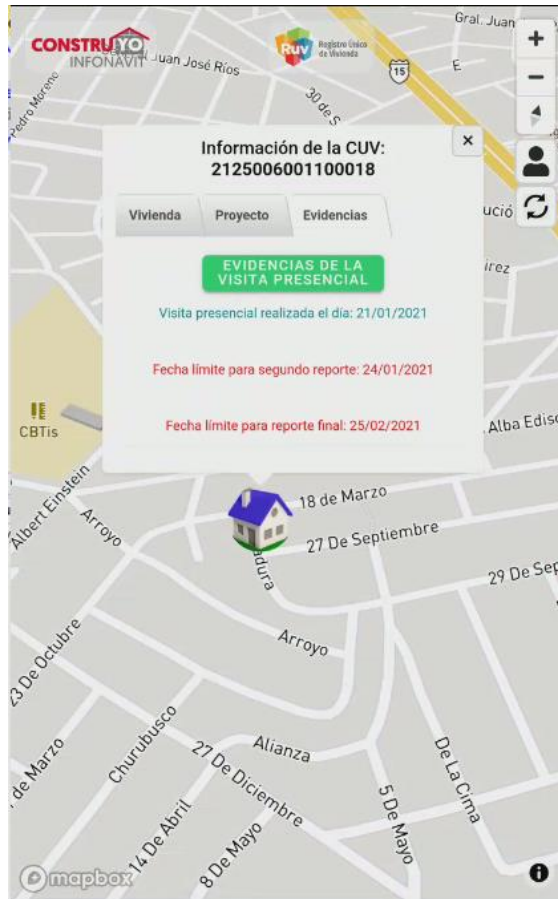 Gral. Juan
CONSTRUYO
INFONAVIT
Ruv
Registro Único
de Vivienda
Juan José Ríos
15
E
Pedro Moreno
30 de S
Información de la CUV:
2125006001100018
×
Vivienda
Proyecto
Evidencias
ució
írez
EVIDENCIAS DE LA
VISITA PRESENCIAL
Visita presencial realizada el día: 21/01/2021
Fecha límite para segundo reporte: 24/01/2021
Fecha límite para reporte final: 25/02/2021
CBTis
Alba Edisc
Albert Einstein
18 de Marzo
Arroyo
27 De Septiembre
adura
29 De Sep
Arroyo
23 De Octubre
Churubusco
Alianza
27 De Diciembre
De La Cima
de Marzo
5 De Mayo
14 De Abril
8 De Mayo
mapbox